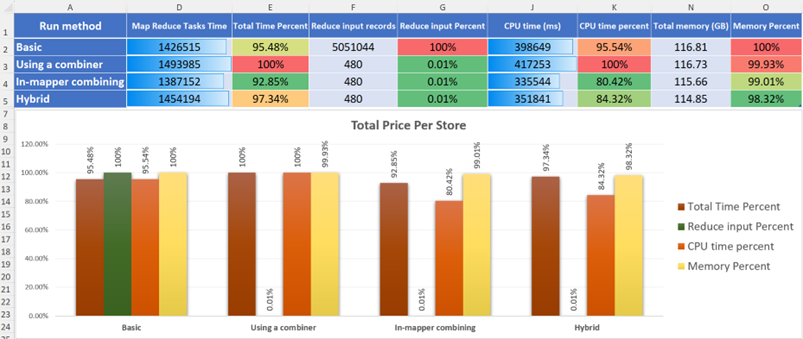 A D E F G J K N O
1 Run method Map Reduce Tasks Time Total Time Percent Reduce input records Reduce input Percent CPU time (ms) CPU time percent Total memory (GB) Memory Percent
2 Basic 1426515 95.48% 5051044 100% 398649 95.54% 116.81 100%
3 Using a combiner 1493985 100% 480 0.01% 417253 100% 116.73 99.93%
4 In-mapper combining 1387152 92.85% 480 0.01% 335544 80.42% 115.66 99.01%
5 Hybrid 1454194 97.34% 480 0.01% 351841 84.32% 114.85 98.32%
7
8
9
10
11
12
13
14
15
16
17
18
19
20
21
22
23
24
Total Price Per Store
120.00%
100.00%
80.00%
60.00%
40.00%
20.00%
0.00%
95.48% 100% 95.54% 100%
100% 0.01% 100% 99.93%
92.85% 0.01% 80.42% 99.01%
97.34% 0.01% 84.32% 98.32%
Basic Using a combiner In-mapper combining Hybrid
Total Time Percent
Reduce input Percent
CPU time percent
Memory Percent